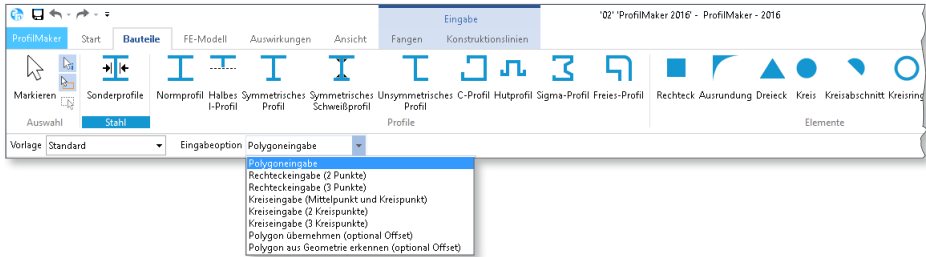 Eingabe '02' 'ProfilMaker 2016' - ProfilMaker - 2016
ProfilMaker Start Bauteile FE-Modell Auswirkungen Ansicht Fangen Konstruktionslinien
Markieren Sonderprofile Normprofil Halbes I-Profil Symmetrisches Profil Symmetrisches Schweißprofil Unsymmetrisches Profil C-Profil Hutprofil Sigma-Profil Freies-Profil Rechteck Ausrundung Dreieck Kreis Kreisabschnitt Kreisring
Auswahl Stahl Profile Elemente
Vorlage Standard Eingabeoption Polygoneingabe
Polygoneingabe
Rechteckeingabe (2 Punkte)
Rechteckeingabe (3 Punkte)
Kreiseingabe (Mittelpunkt und Kreispunkt)
Kreiseingabe (2 Kreispunkte)
Kreiseingabe (3 Kreispunkte)
Polygon übernehmen (optional Offset)
Polygon aus Geometrie erkennen (optional Offset)